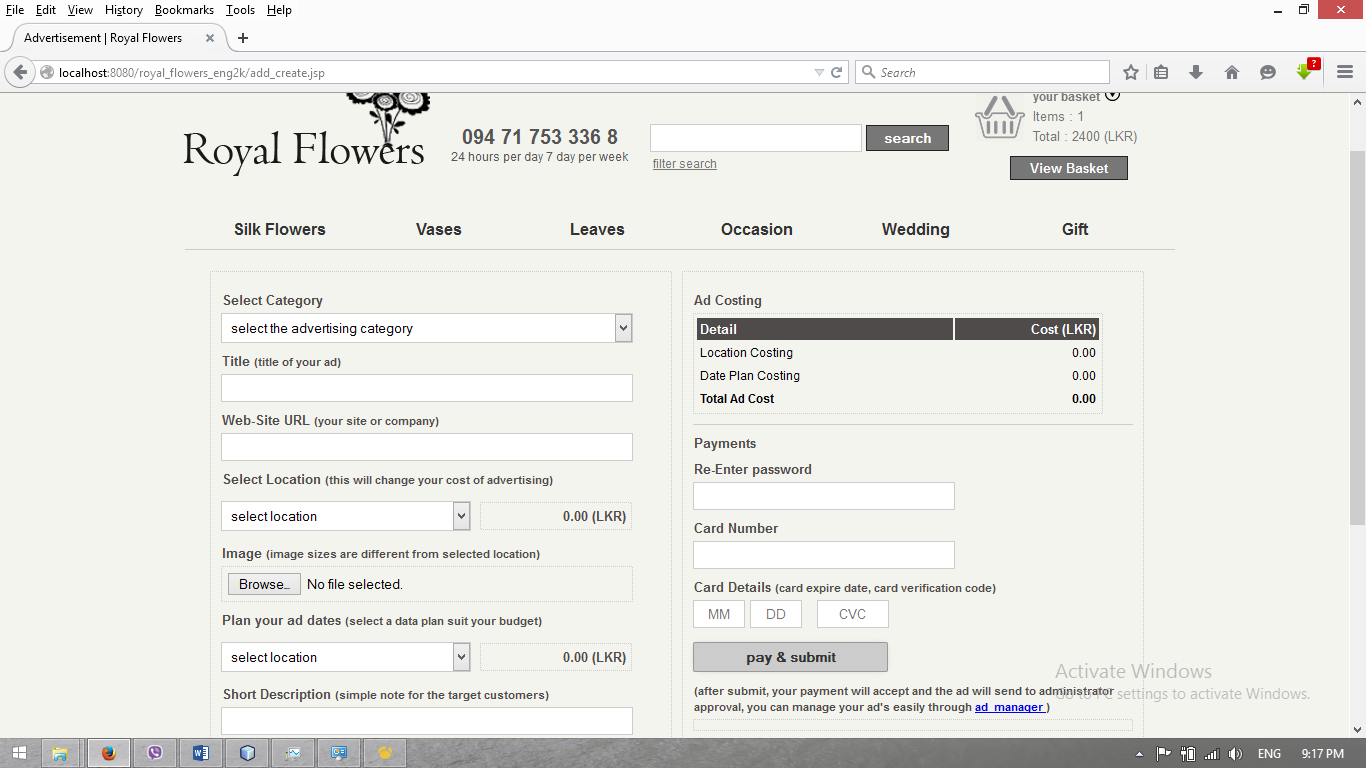 File Edit View History Bookmarks Tools Help
Advertisement | Royal Flowers
localhost:8080/royal_flowers_eng2k/add_create.jsp
Search
?
Royal Flowers
094 71 753 336 8
24 hours per day 7 day per week
search
filter search
your basket
Items : 1
Total : 2400 (LKR)
View Basket
Silk Flowers Vases Leaves Occasion Wedding Gift
Select Category
select the advertising category
Title (title of your ad)
Web-Site URL (your site or company)
Select Location (this will change your cost of advertising)
select location 0.00 (LKR)
Image (image sizes are different from selected location)
Browse_ No file selected.
Plan your ad dates (select a data plan suit your budget)
select location 0.00 (LKR)
Short Description (simple note for the target customers)
Ad Costing
Detail Cost (LKR)
Location Costing 0.00
Date Plan Costing 0.00
Total Ad Cost 0.00
Payments
Re-Enter password
Card Number
Card Details (card expire date, card verification code)
MM DD CVC
pay & submit
(after submit, your payment will accept and the ad will send to administrator
approval, you can manage your ad's easily through ad_manager )
Activate Windows
Go to PC settings to activate Windows.
ENG 9:17 PM